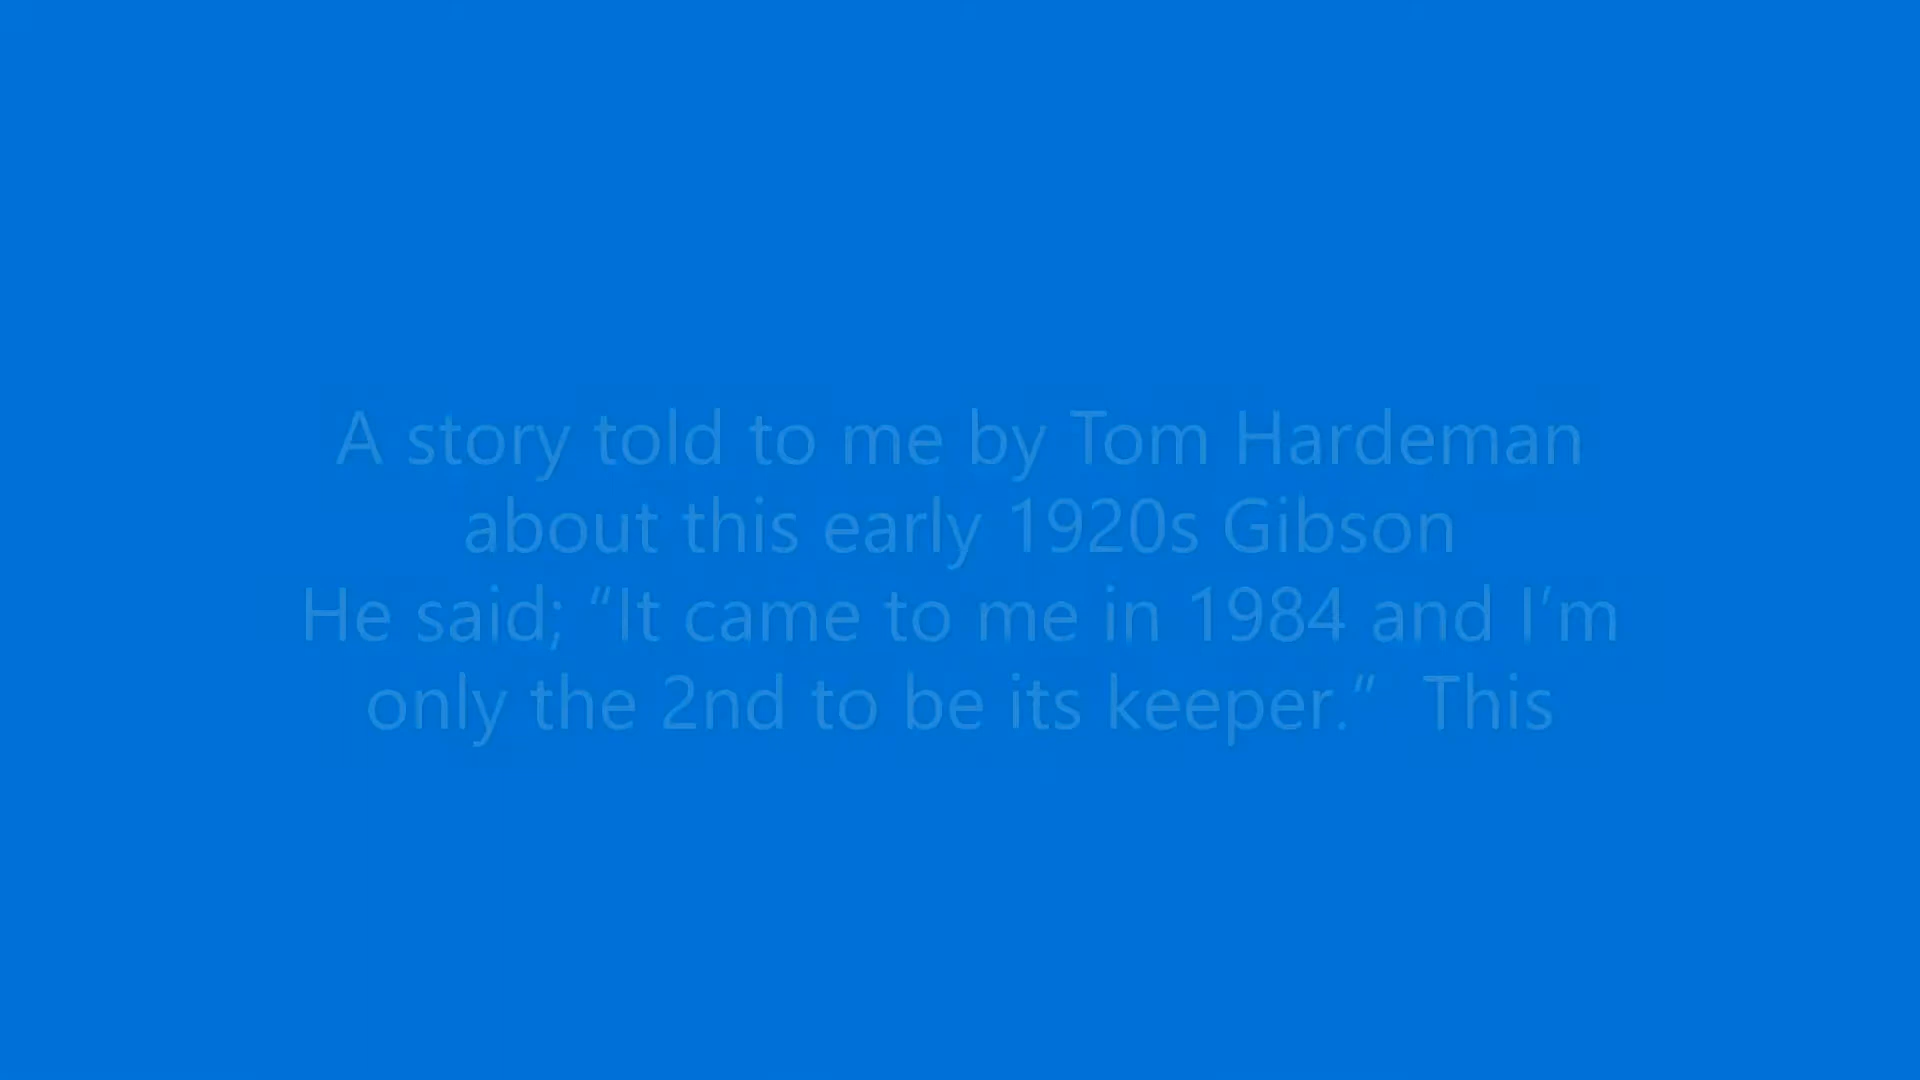 A story told to me by Tom Hardeman
about this early 1920s Gibson
He said; “It came to me in 1984 and I’m
only the 2nd to be its keeper.”  This